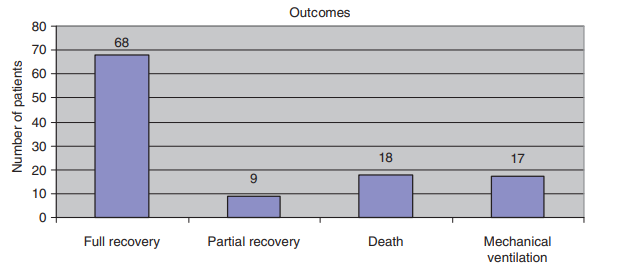 Outcomes
Number of patients
80
70
60
50
40
30
20
10
0
68
9
18
17
Full recovery
Partial recovery
Death
Mechanical
ventilation